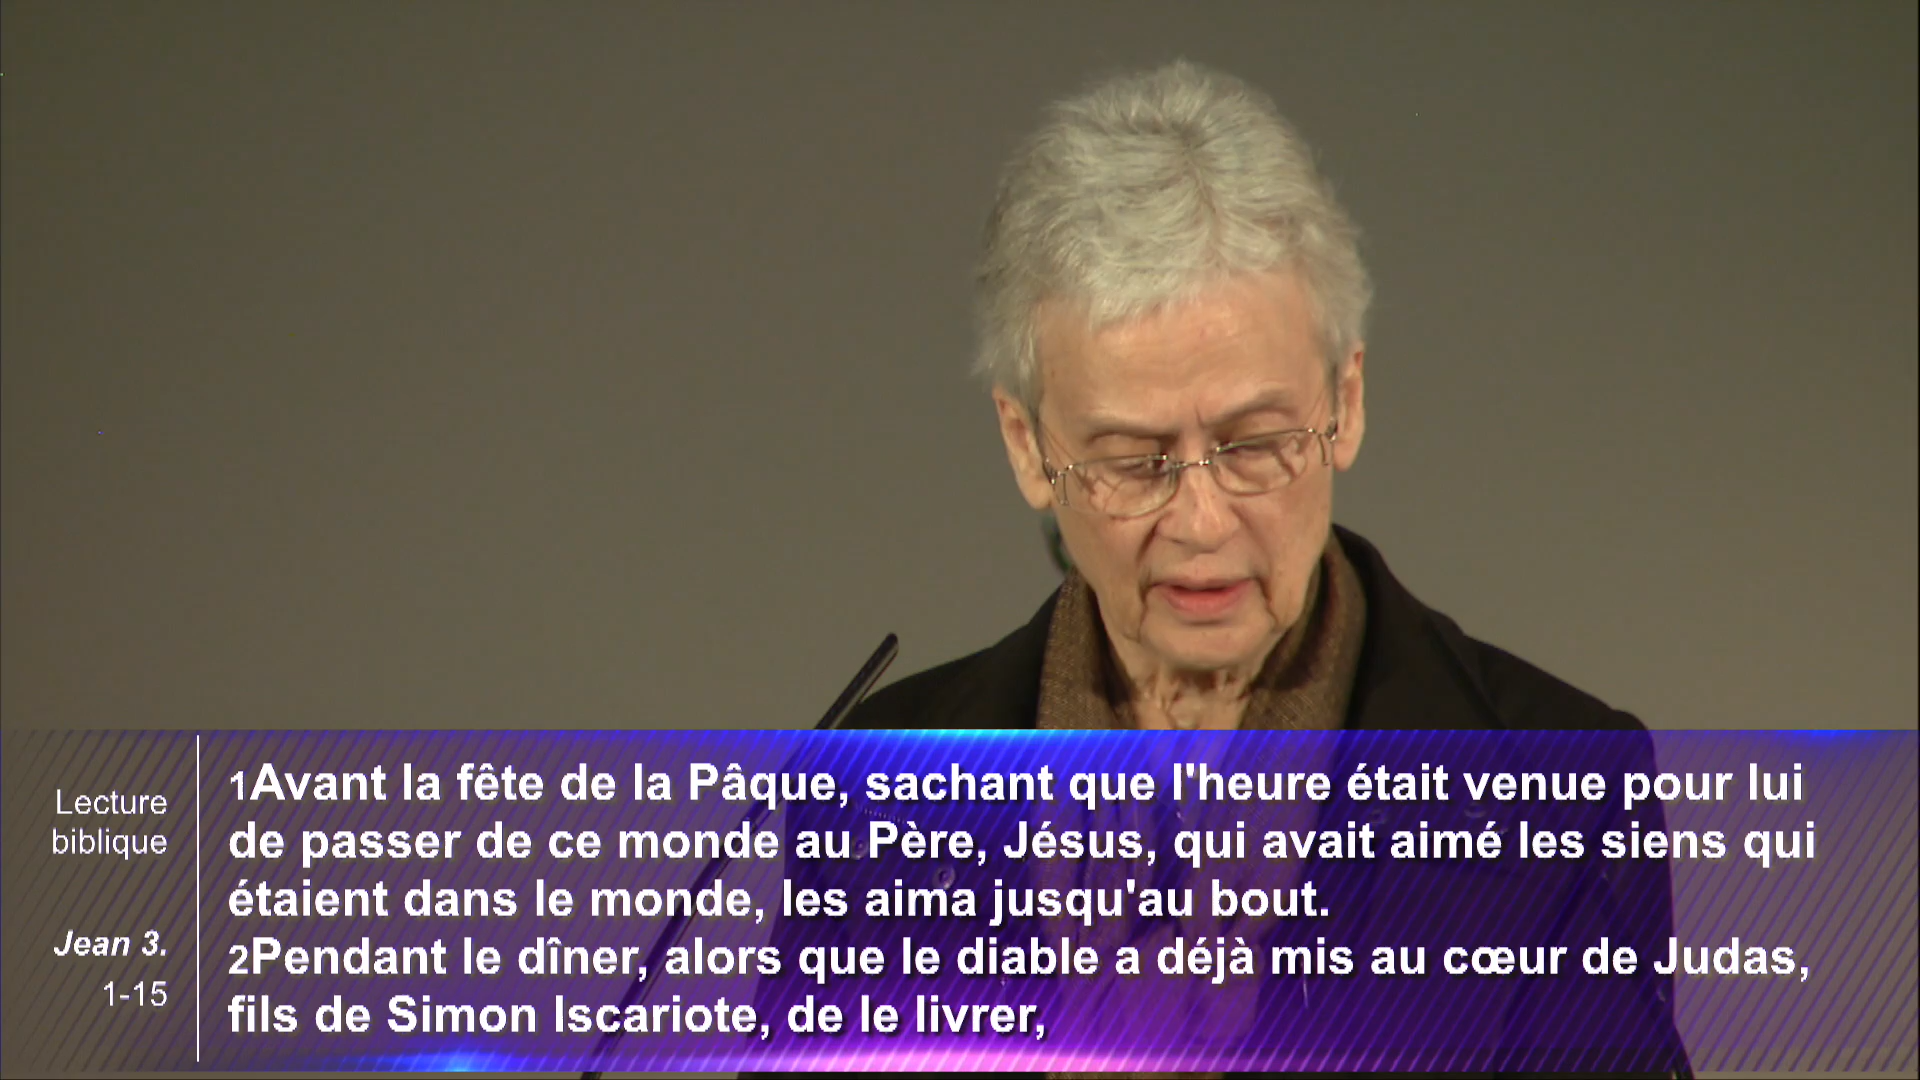 Lecture
biblique
Jean 3.
1-15
1Avant la fête de la Pâque, sachant que l'heure était venue pour lui
de passer de ce monde au Père, Jésus, qui avait aimé les siens qui
étaient dans le monde, les aima jusqu'au bout.
2Pendant le dîner, alors que le diable a déjà mis au cœur de Judas,
fils de Simon Iscariote, de le livrer,